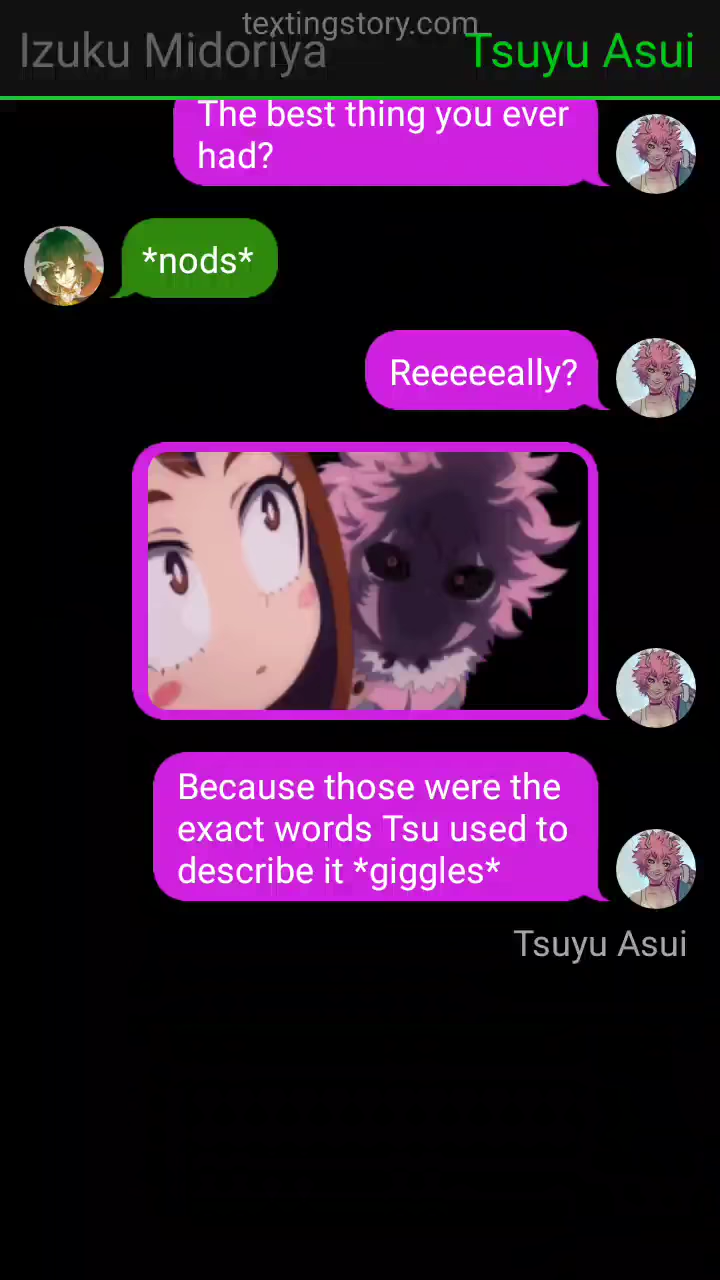 textingstory.com
Izuku Midoriya
Tsuyu Asui
The best thing you ever
had?
*nods*
Reeeeeally?
Because those were the
exact words Tsu used to
describe it *giggles*
Tsuyu Asui